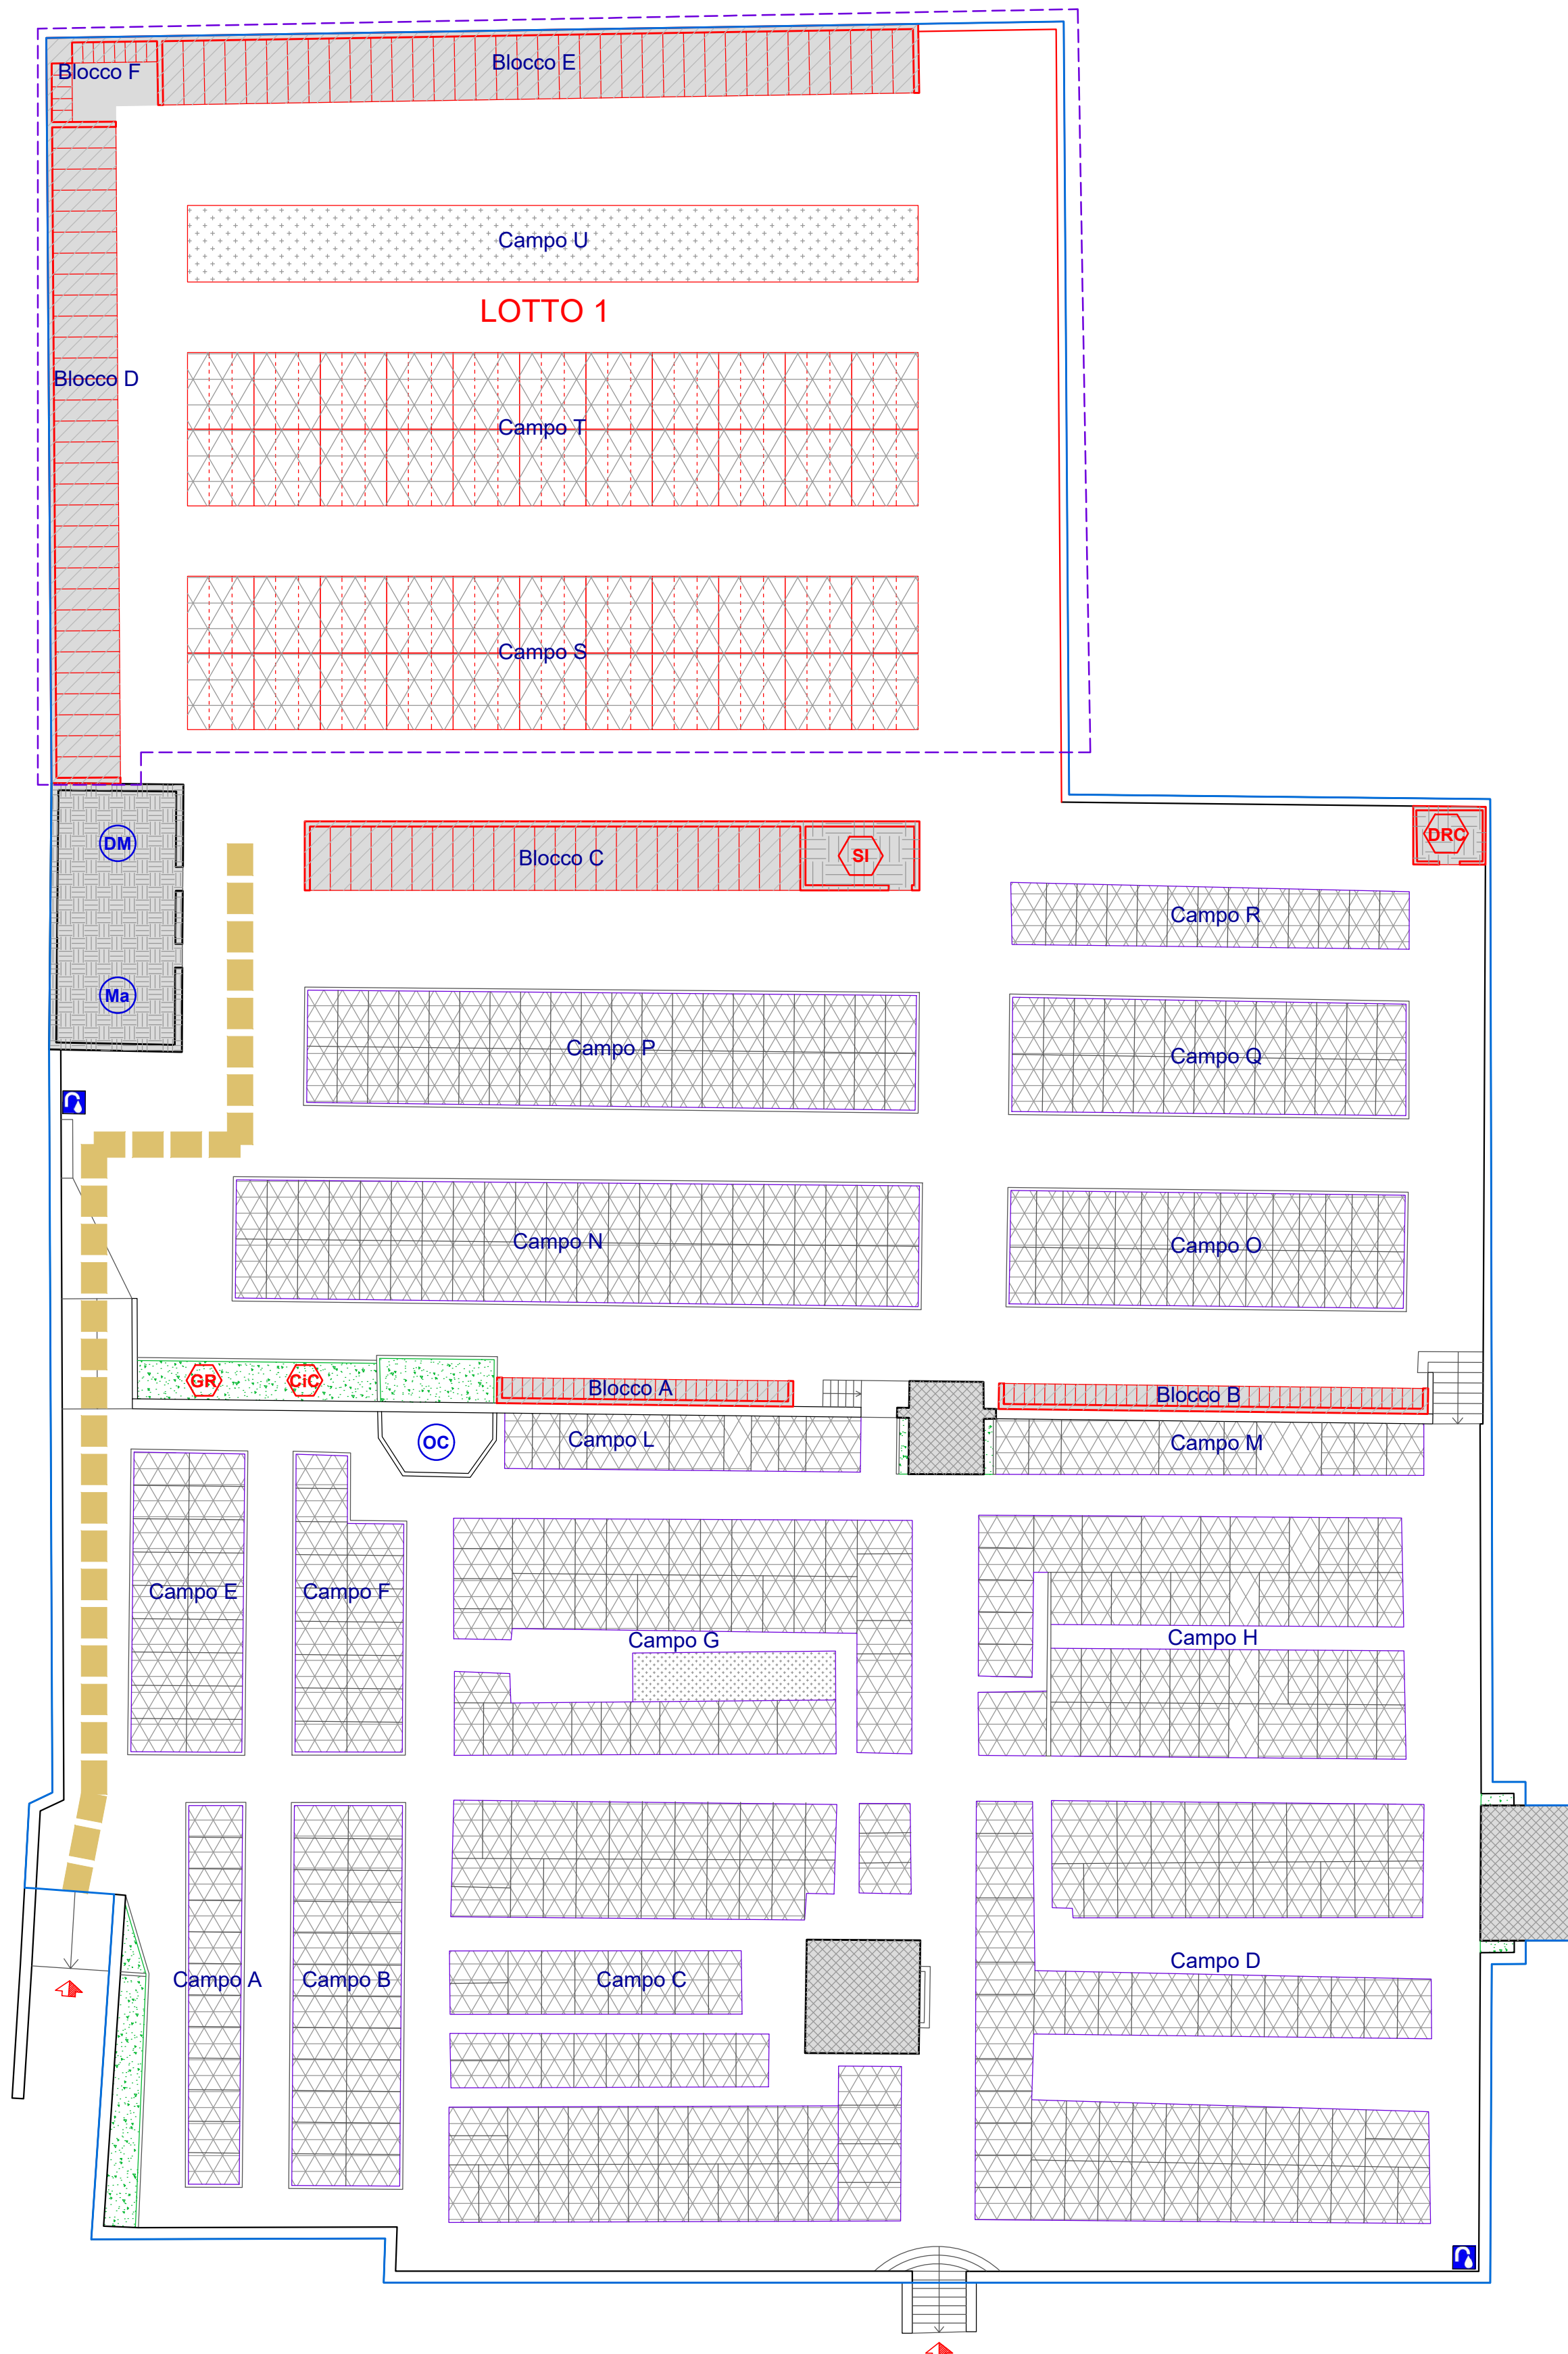 Blocco F
Blocco E
Campo U
LOTTO 1
Blocco D
Campo T
Campo S
DM
Blocco C
SI
DRC
Campo R
Ma
Campo P
Campo Q
Campo N
Campo O
GR
CiC
Blocco A
Blocco B
OC
Campo L
Campo M
Campo E
Campo F
Campo G
Campo H
Campo A
Campo B
Campo C
Campo D